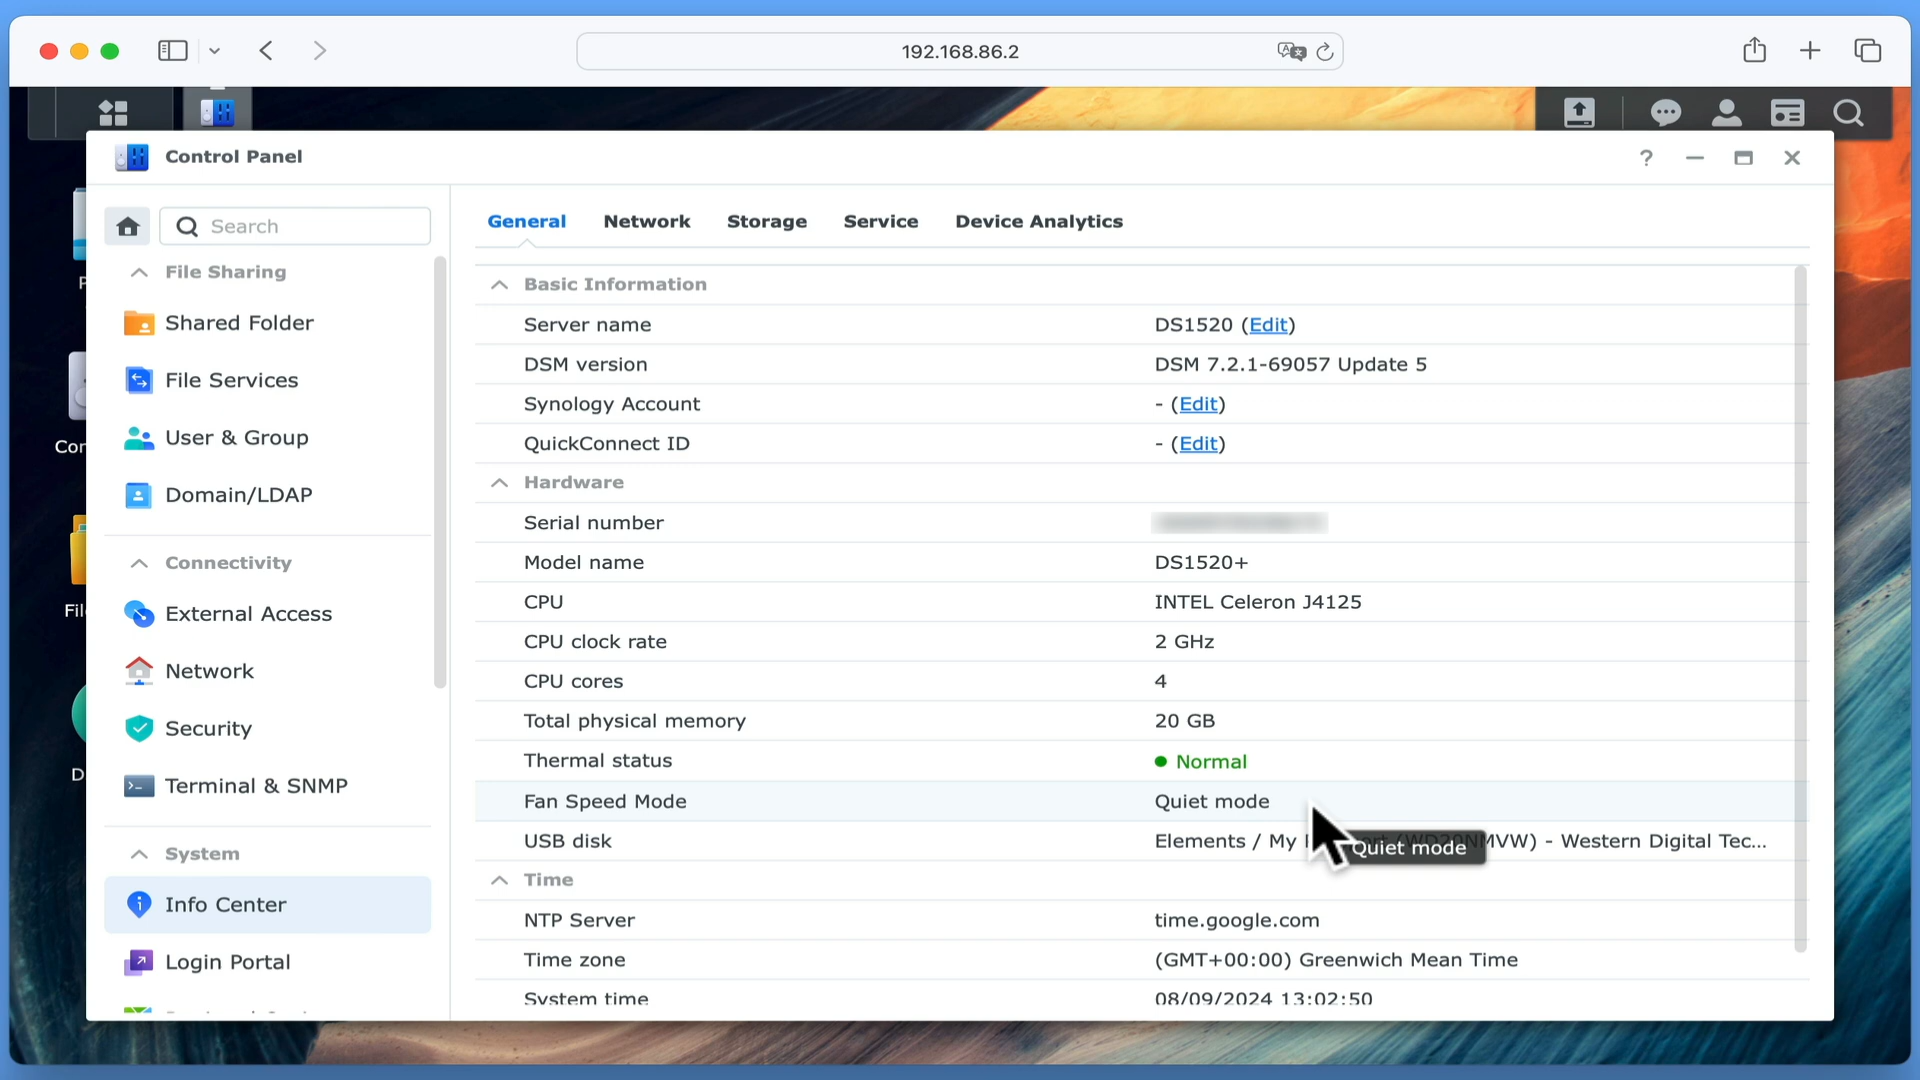 192.168.86.2
Control Panel
?
Search
General Network Storage Service Device Analytics
File Sharing
Shared Folder
File Services
User & Group
Domain/LDAP
Connectivity
External Access
Network
Security
Terminal & SNMP
System
Info Center
Login Portal
Basic Information
Server name DS1520 (Edit)
DSM version DSM 7.2.1-69057 Update 5
Synology Account - (Edit)
QuickConnect ID - (Edit)
Hardware
Serial number
Model name DS1520+
CPU INTEL Celeron J4125
CPU clock rate 2 GHz
CPU cores 4
Total physical memory 20 GB
Thermal status Normal
Fan Speed Mode Quiet mode
USB disk Elements / My - Western Digital Tec...
Quiet mode
Time
NTP Server time.google.com
Time zone (GMT+00:00) Greenwich Mean Time
System time 08/09/2024 13:02:50